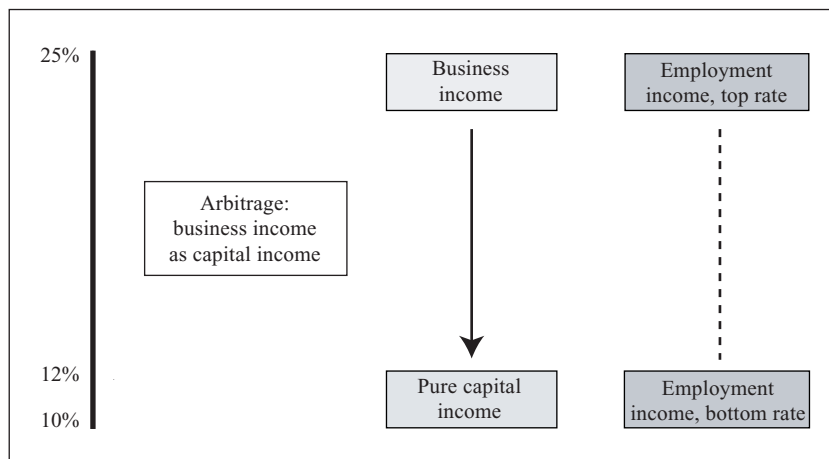 25%
Business
income
Employment
income, top rate
Arbitrage:
business income
as capital income
12%
10%
Pure capital
income
Employment
income, bottom rate